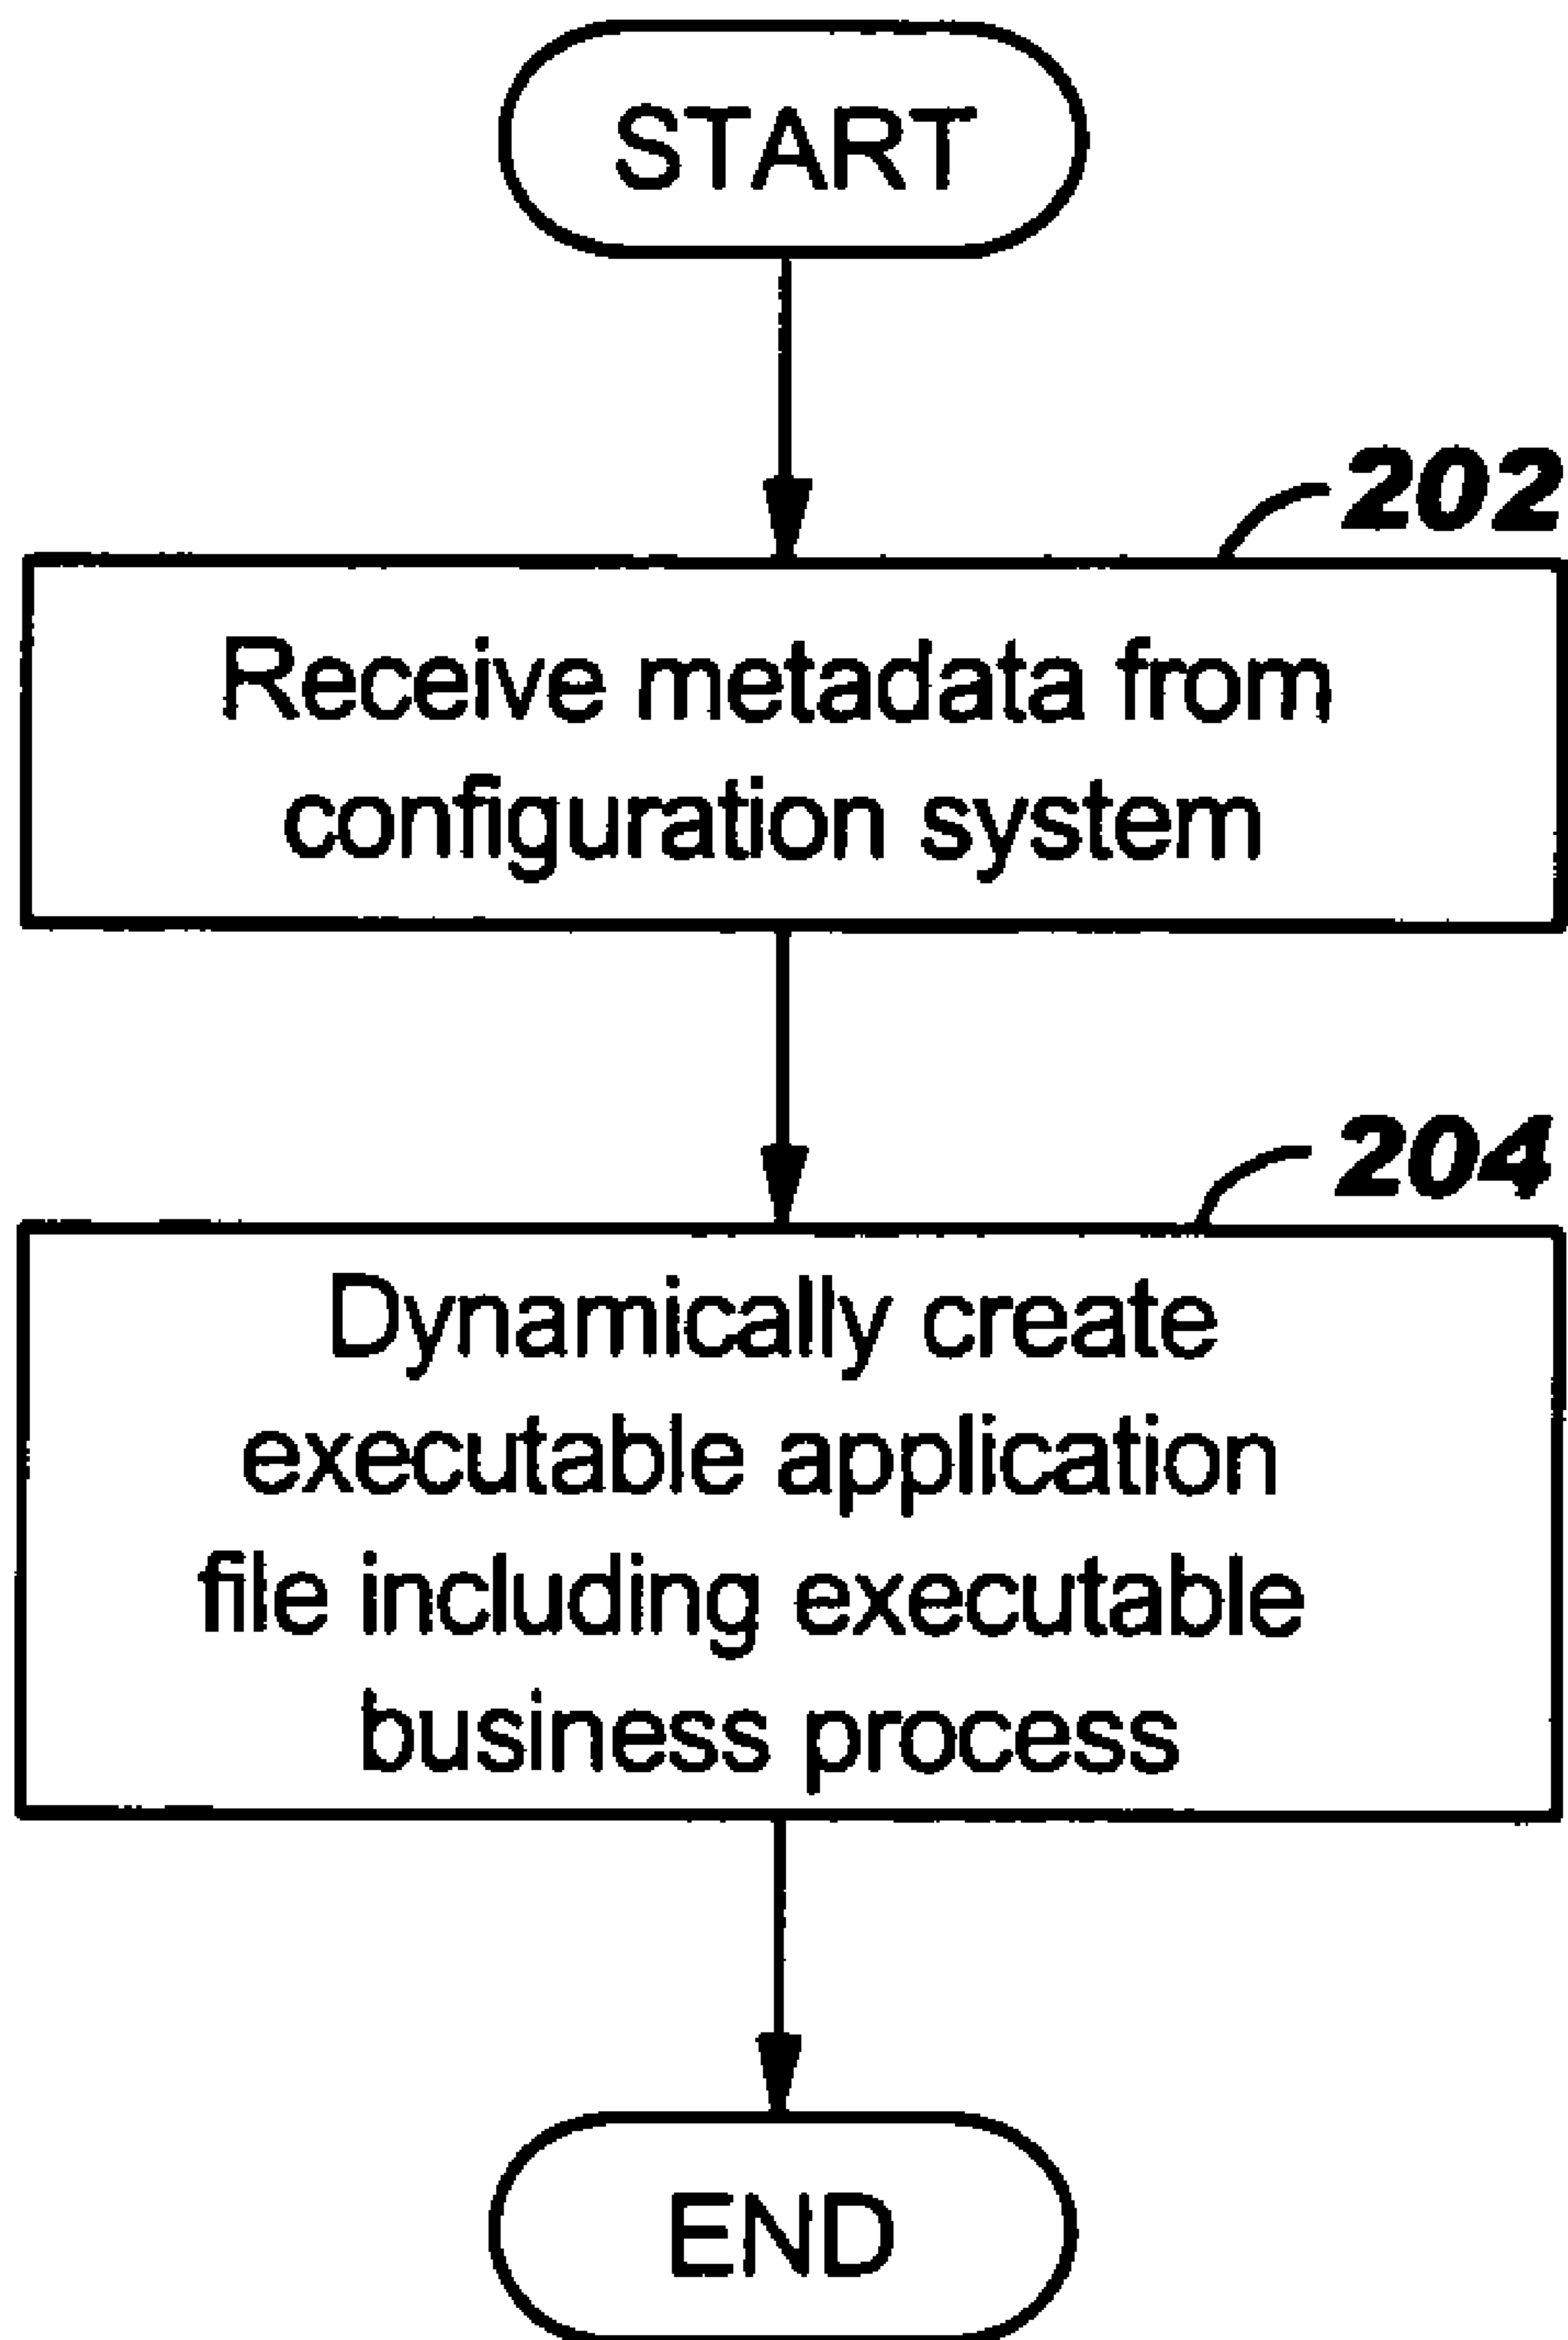 START
202
Receive metadata from
configuration system
204
Dynamically create
executable application
file including executable
business process
END